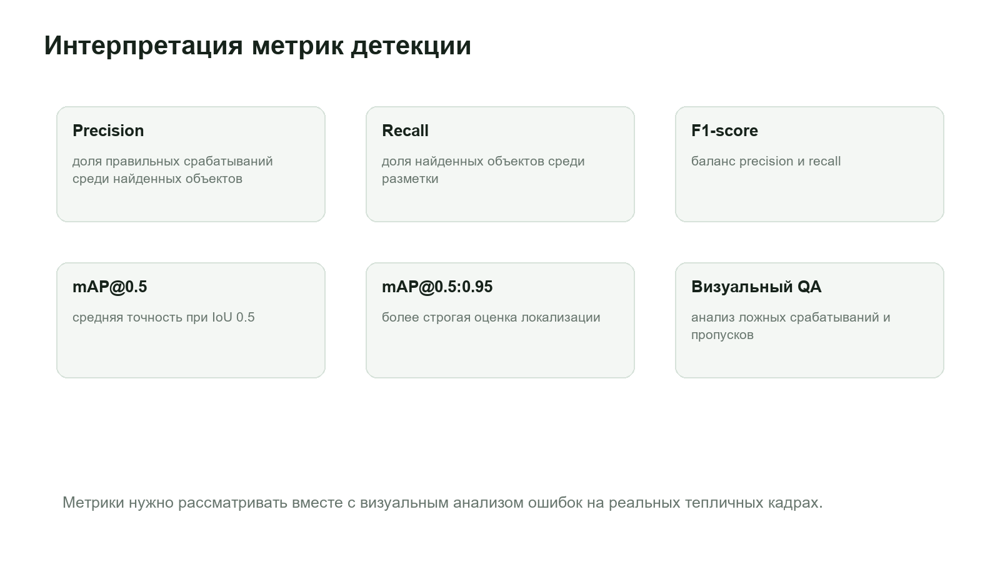 Интерпретация метрик детекции
Precision
доля правильных срабатываний
среди найденных объектов
Recall
доля найденных объектов среди
разметки
F1-score
баланс precision и recall
mAP@0.5
средняя точность при IoU 0.5
mAP@0.5:0.95
более строгая оценка локализации
Визуальный QA
анализ ложных срабатываний и
пропусков
Метрики нужно рассматривать вместе с визуальным анализом ошибок на реальных тепличных кадрах.